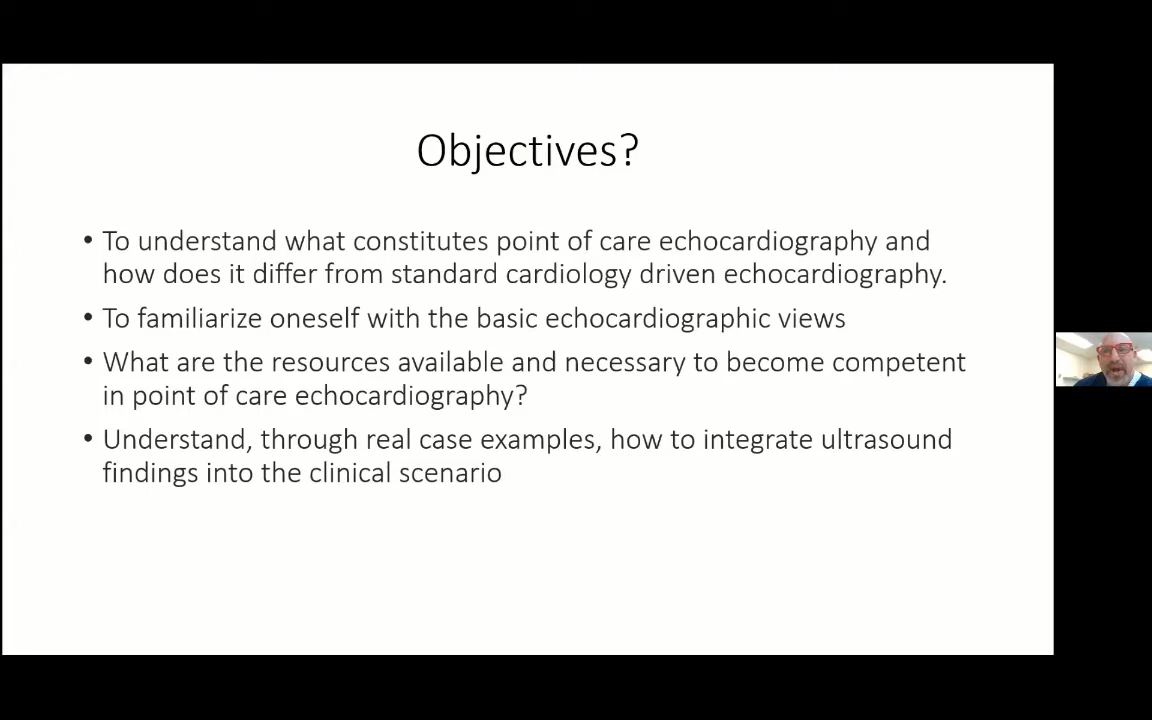 Objectives?
• To understand what constitutes point of care echocardiography and
how does it differ from standard cardiology driven echocardiography.
• To familiarize oneself with the basic echocardiographic views
• What are the resources available and necessary to become competent
in point of care echocardiography?
• Understand, through real case examples, how to integrate ultrasound
findings into the clinical scenario